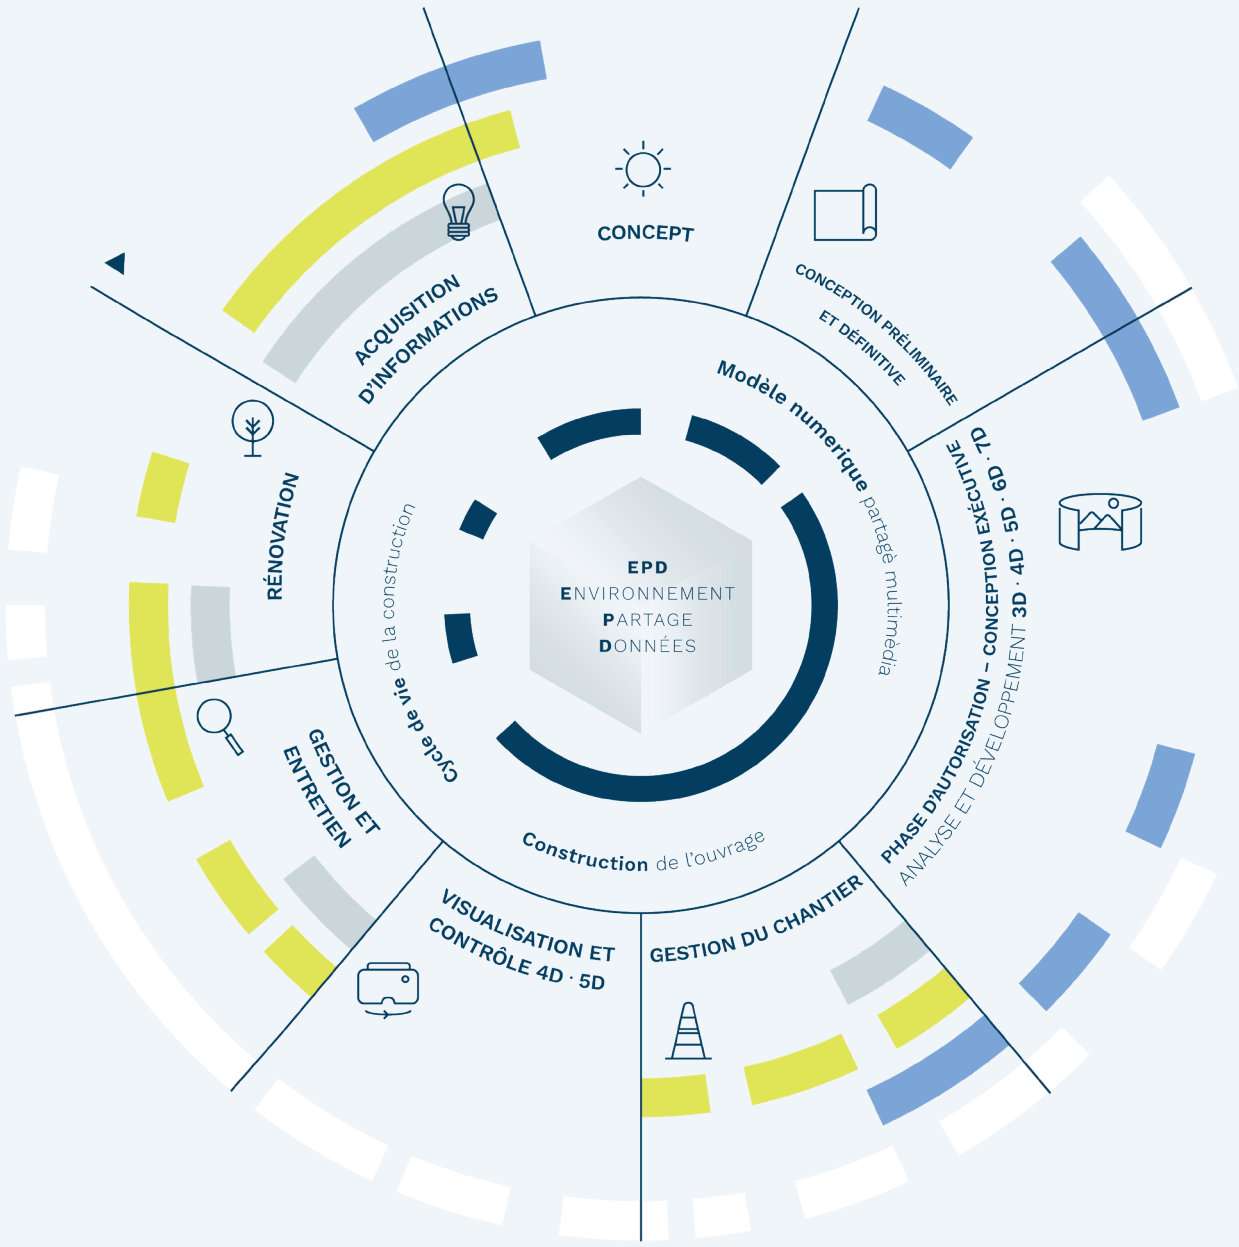 CONCEPT
CONCEPTION PRÉLIMINAIRE
ET DÉFINITIVE
PHASE D'AUTORISATION – CONCEPTION EXÉCUTIVE
ANALYSE ET DÉVELOPPEMENT 3D · 4D · 5D · 6D · 7D
GESTION DU CHANTIER
VISUALISATION ET
CONTRÔLE 4D · 5D
GESTION ET
ENTRETIEN
RÉNOVATION
ACQUISITION
D'INFORMATIONS
Modèle numerique partagè multimèdia
Construction de l'ouvrage
Cycle de vie de la construction
EPD
ENVIRONNEMENT
PARTAGE
DONNÉES